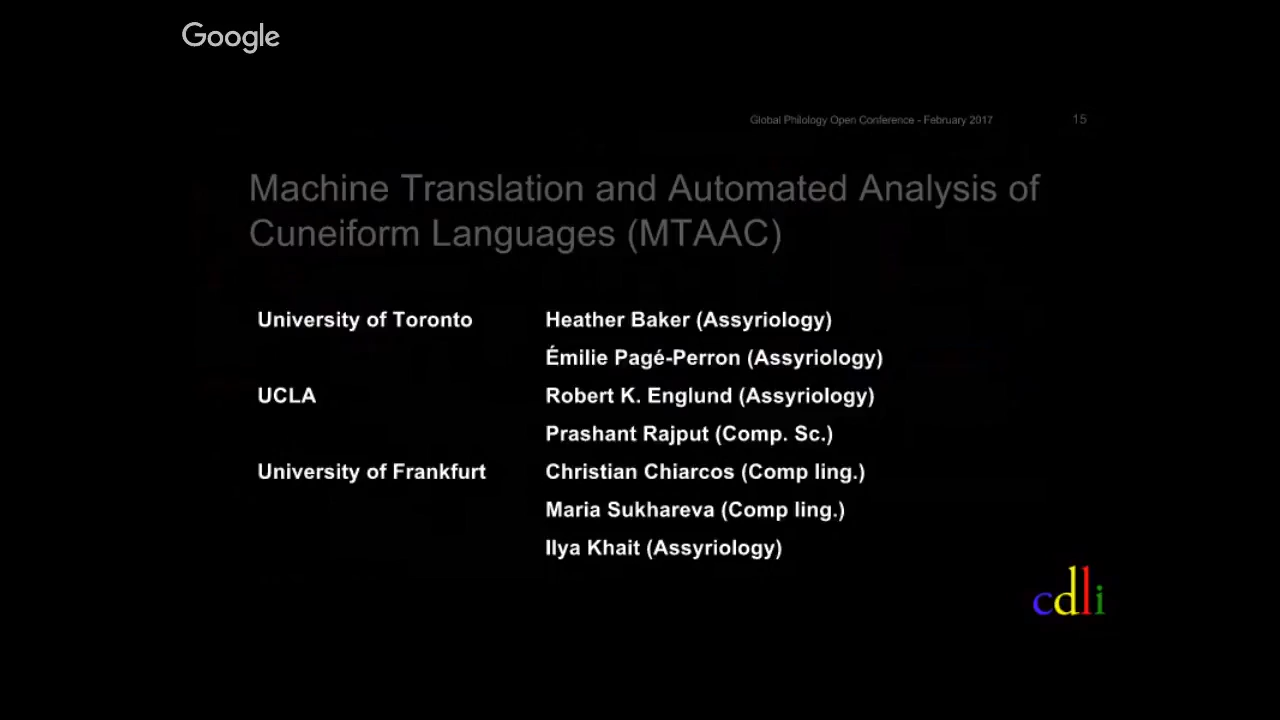 Google
Global Philology Open Conference - February 2017 15
Machine Translation and Automated Analysis of
Cuneiform Languages (MTAAC)
University of Toronto Heather Baker (Assyriology)
Émilie Pagé-Perron (Assyriology)
UCLA Robert K. Englund (Assyriology)
Prashant Rajput (Comp. Sc.)
University of Frankfurt Christian Chiarcos (Comp ling.)
Maria Sukhareva (Comp ling.)
Ilya Khait (Assyriology)
cdli